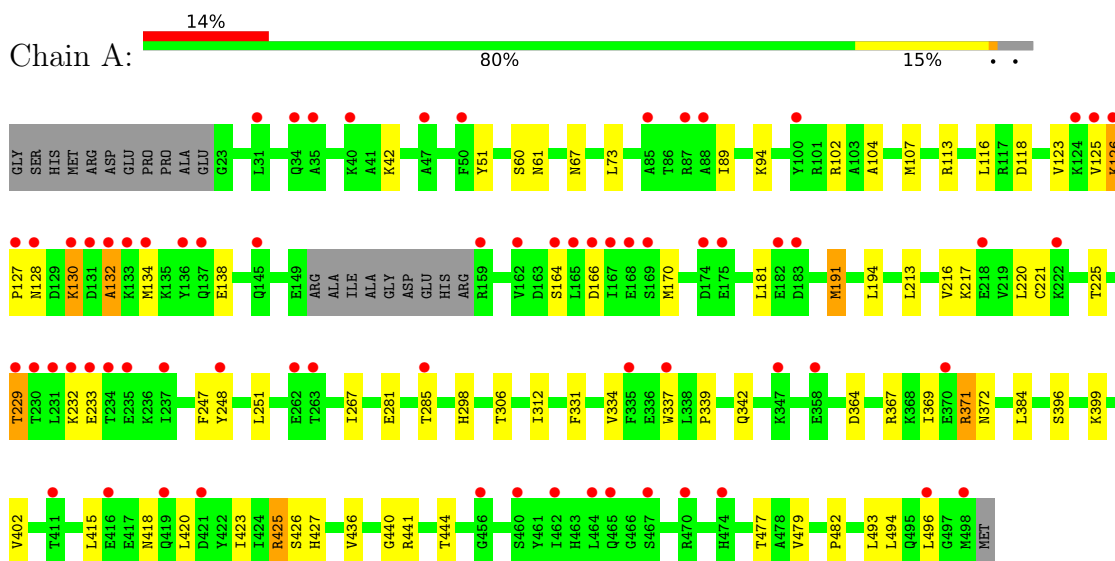 14%
Chain A:
80% 15% • •
GLY SER HIS MET ARG ASP GLU PRO PRO ALA GLU G23 L31 Q34 A35 K40 A41 K42 A47 F50 Y51 S60 N61 N67 L73 A85 T86 R87 A88 I89 K94 Y100 R101 R102 A103 A104 M107 R113 L116 R117 D118 V123 K124 V125 K126
P127 N128 D129 K130 D131 A132 K133 M134 K135 Y136 Q137 E138 Q145 E149 ARG ALA ILE ALA GLY ASP GLU HIS ARG R159 V162 D163 S164 L165 D166 I167 E168 S169 M170 D174 E175 L181 E182 D183 M191 L194 L213 V216 K217 E218 V219 L220 C221 K222 T225
T229 T230 L231 K232 E233 T234 E235 K236 I237 F247 Y248 L251 E262 T263 I267 E281 T285 H298 T306 I312 F331 V334 F335 E336 W337 L338 P339 Q342 K347 E358 D364 R367 K368 I369 E370 R371 N372 L384 S396 K399
V402 T411 L415 E416 E417 N418 Q419 L420 D421 Y422 I423 I424 R425 S426 H427 V436 G440 R441 T444 G456 S460 Y461 I462 H463 L464 Q465 G466 S467 R470 H474 T477 A478 V479 P482 L493 L494 Q495 L496 G497 M498 MET